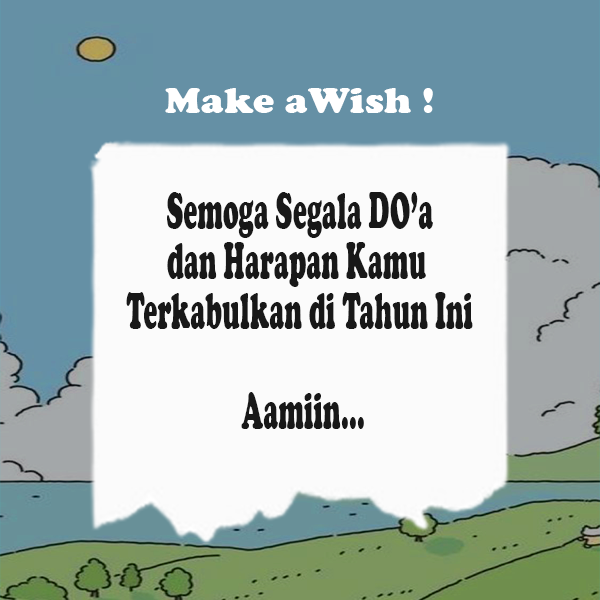 Make aWish !
Semoga Segala DO'a
dan Harapan Kamu
Terkabulkan di Tahun Ini
Aamiin...